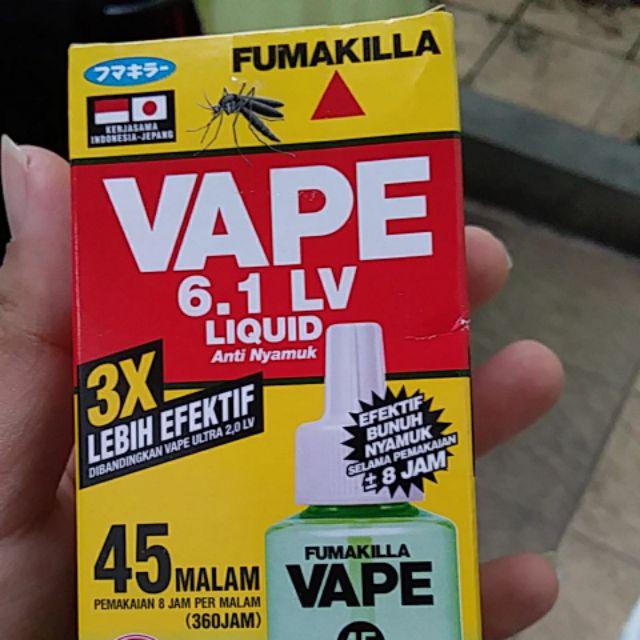 フマキラー
FUMAKILLA
KERJASAMA
INDONESIA-JEPANG
VAPE
6.1 LV
LIQUID
Anti Nyamuk
3X
LEBIH EFEKTIF
DIBANDINGKAN VAPE ULTRA 2,0 LV
EFEKTIF
BUNUH
NYAMUK
SELAMA PEMAKAIAN
± 8 JAM
45 MALAM
PEMAKAIAN 8 JAM PER MALAM
(360JAM)
FUMAKILLA
VAPE
45